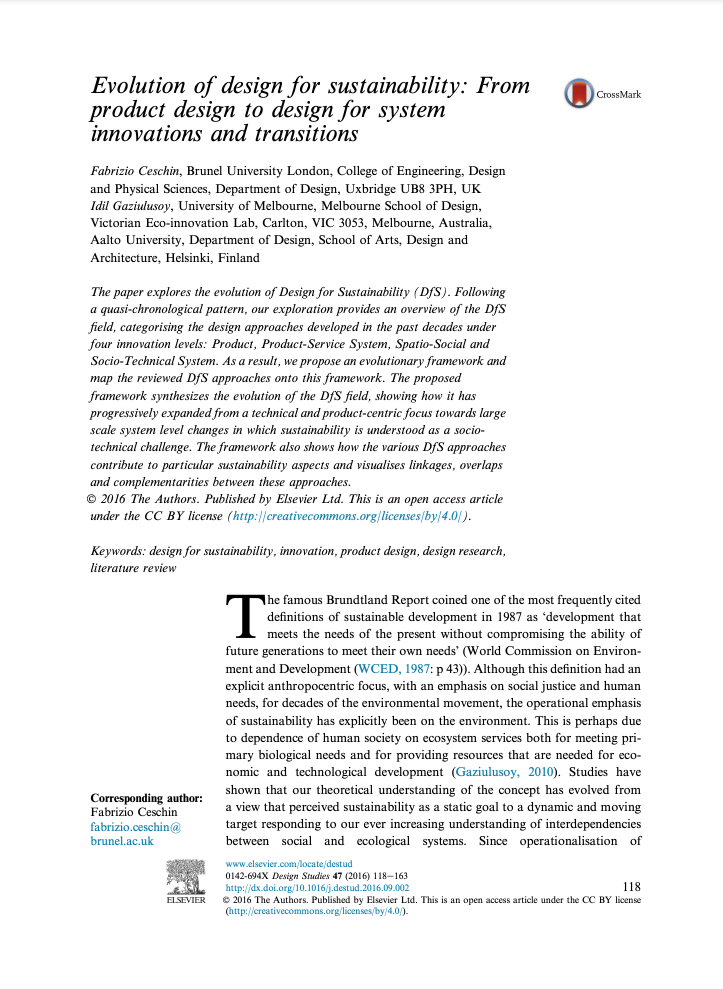 Evolution of design for sustainability: From
product design to design for system
innovations and transitions
CrossMark
Fabrizio Ceschin, Brunel University London, College of Engineering, Design
and Physical Sciences, Department of Design, Uxbridge UB8 3PH, UK
Idil Gaziulusoy, University of Melbourne, Melbourne School of Design,
Victorian Eco-innovation Lab, Carlton, VIC 3053, Melbourne, Australia,
Aalto University, Department of Design, School of Arts, Design and
Architecture, Helsinki, Finland
The paper explores the evolution of Design for Sustainability (DfS). Following
a quasi-chronological pattern, our exploration provides an overview of the DfS
field, categorising the design approaches developed in the past decades under
four innovation levels: Product, Product-Service System, Spatio-Social and
Socio-Technical System. As a result, we propose an evolutionary framework and
map the reviewed DfS approaches onto this framework. The proposed
framework synthesizes the evolution of the DfS field, showing how it has
progressively expanded from a technical and product-centric focus towards large
scale system level changes in which sustainability is understood as a socio-
technical challenge. The framework also shows how the various DfS approaches
contribute to particular sustainability aspects and visualises linkages, overlaps
and complementarities between these approaches.
© 2016 The Authors. Published by Elsevier Ltd. This is an open access article
under the CC BY license (http://creativecommons.org/licenses/by/4.0/).
Keywords: design for sustainability, innovation, product design, design research,
literature review
The famous Brundtland Report coined one of the most frequently cited
definitions of sustainable development in 1987 as ‘development that
meets the needs of the present without compromising the ability of
future generations to meet their own needs’ (World Commission on Environ-
ment and Development (WCED, 1987: p 43)). Although this definition had an
explicit anthropocentric focus, with an emphasis on social justice and human
needs, for decades of the environmental movement, the operational emphasis
of sustainability has explicitly been on the environment. This is perhaps due
to dependence of human society on ecosystem services both for meeting pri-
mary biological needs and for providing resources that are needed for eco-
nomic and technological development (Gaziulusoy, 2010). Studies have
shown that our theoretical understanding of the concept has evolved from
a view that perceived sustainability as a static goal to a dynamic and moving
target responding to our ever increasing understanding of interdependencies
between social and ecological systems. Since operationalisation of
Corresponding author:
Fabrizio Ceschin
fabrizio.ceschin@
brunel.ac.uk
ELSEVIER
www.elsevier.com/locate/destud
0142-694X Design Studies 47 (2016) 118–163
http://dx.doi.org/10.1016/j.destud.2016.09.002
118
© 2016 The Authors. Published by Elsevier Ltd. This is an open access article under the CC BY license
(http://creativecommons.org/licenses/by/4.0/).